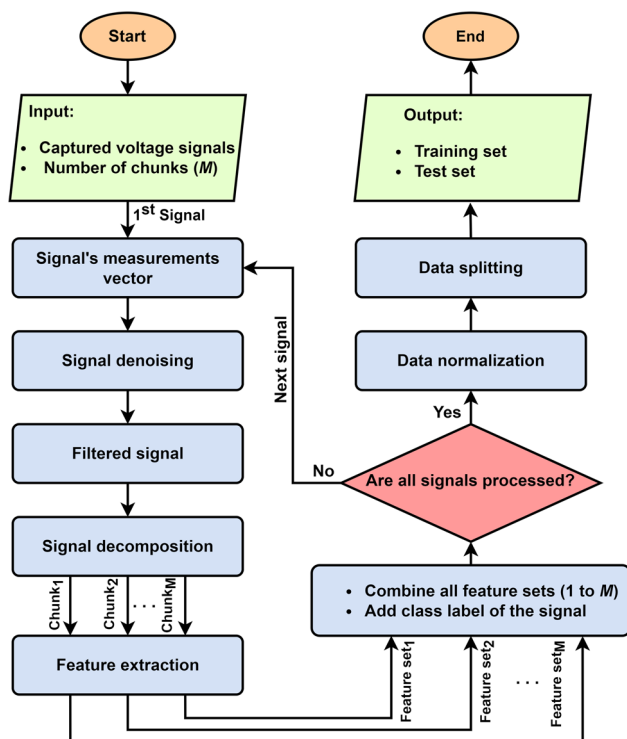 Start
Input:
• Captured voltage signals
• Number of chunks (M)
1st Signal
Signal's measurements
vector
Signal denoising
Filtered signal
Signal decomposition
Chunk1
Chunk2
. . .
ChunkM
Feature extraction
Feature set1
Feature set2
. . .
Feature setM
• Combine all feature sets (1 to M)
• Add class label of the signal
Are all signals processed?
No
Next signal
Yes
Data normalization
Data splitting
Output:
• Training set
• Test set
End